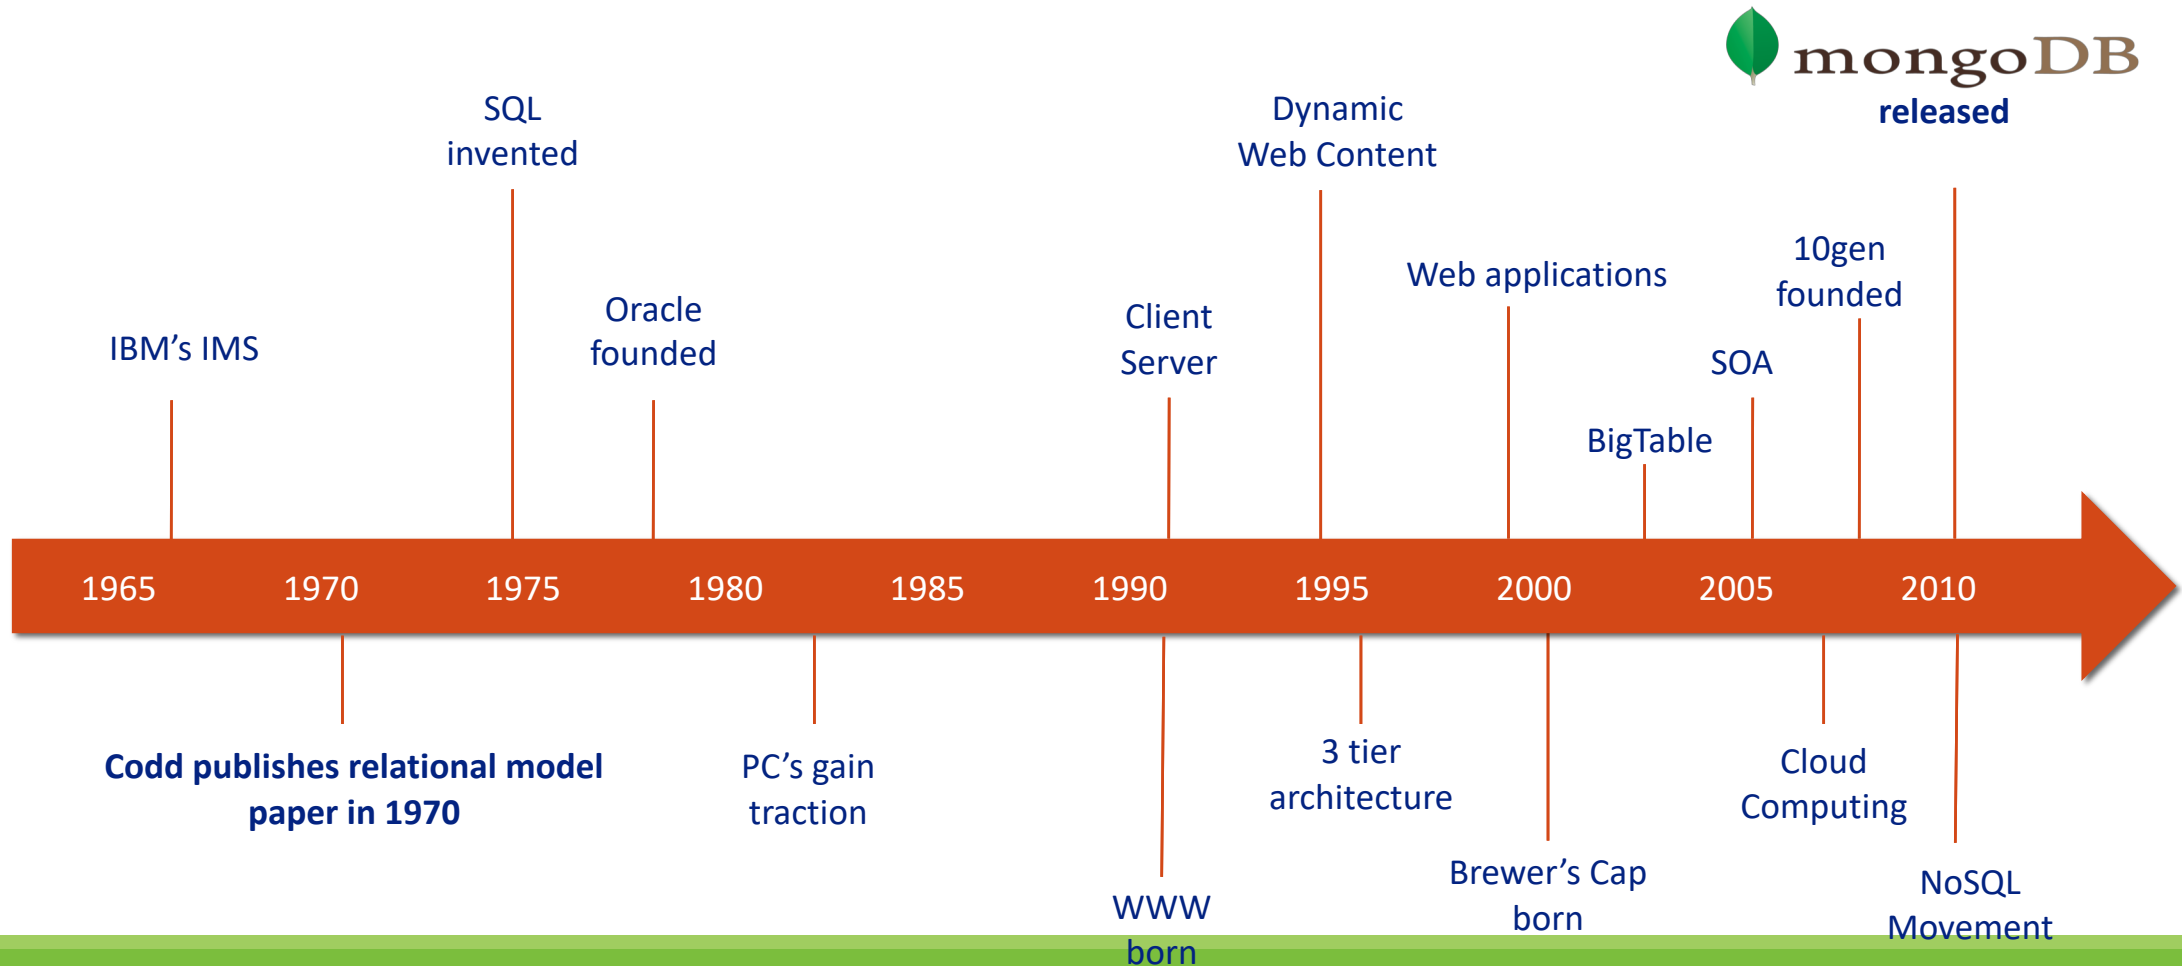 mongoDB
released
SQL
invented
Dynamic
Web Content
10gen
founded
Web applications
Oracle
founded
Client
Server
IBM’s IMS
SOA
BigTable
1965 1970 1975 1980 1985 1990 1995 2000 2005 2010
Codd publishes relational model
paper in 1970
PC’s gain
traction
3 tier
architecture
Cloud
Computing
Brewer’s Cap
born
NoSQL
Movement
WWW
born